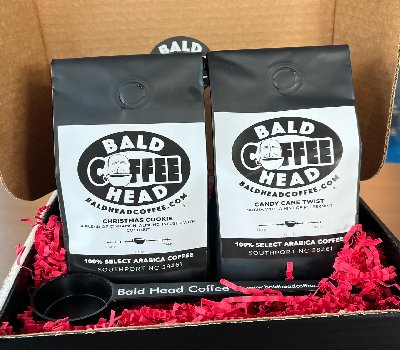 BALD
BALD
COFFEE
HEAD
BALDHEADCOFFEE.COM
CHRISTMAS COOKIE
100% SELECT ARABICA COFFEE
SOUTHPORT NC 28461
BALD
COFFEE
HEAD
BALDHEADCOFFEE.COM
CANDY CANE TWIST
100% SELECT ARABICA COFFEE
SOUTHPORT NC 28461
Bald Head Coffee